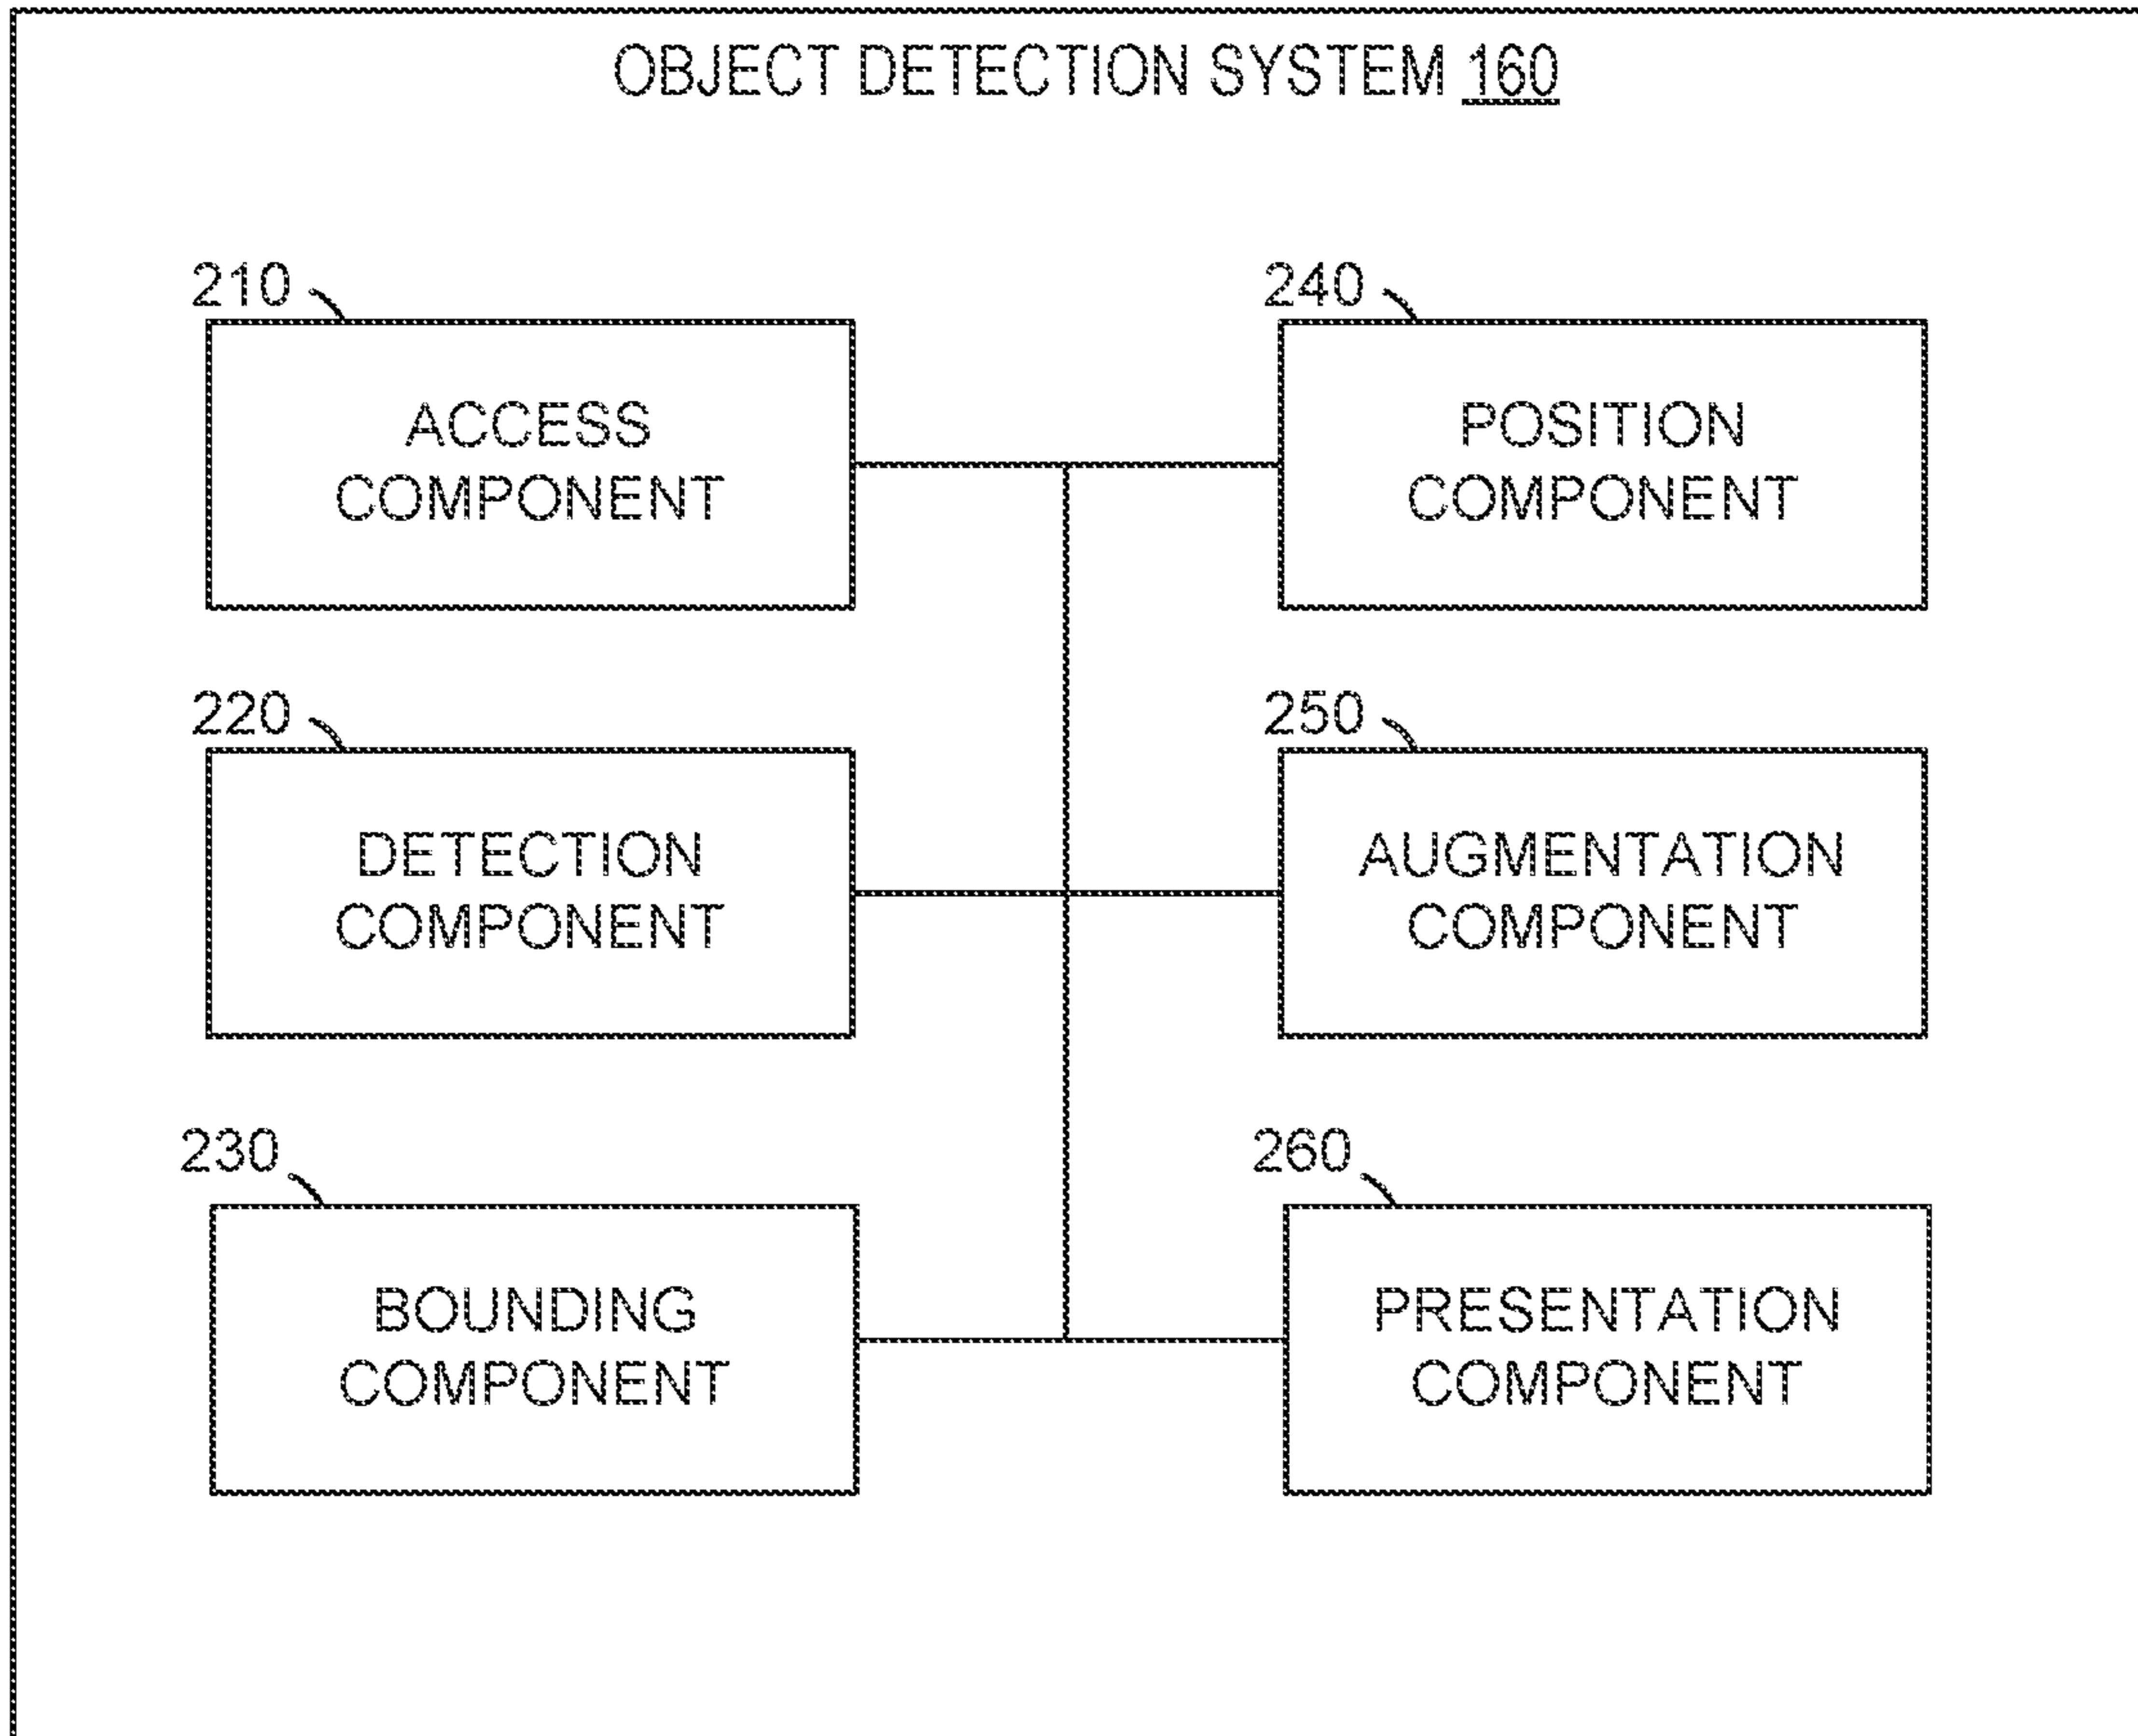 OBJECT DETECTION SYSTEM 160
210
ACCESS
COMPONENT
240
POSITION
COMPONENT
220
DETECTION
COMPONENT
250
AUGMENTATION
COMPONENT
230
BOUNDING
COMPONENT
260
PRESENTATION
COMPONENT